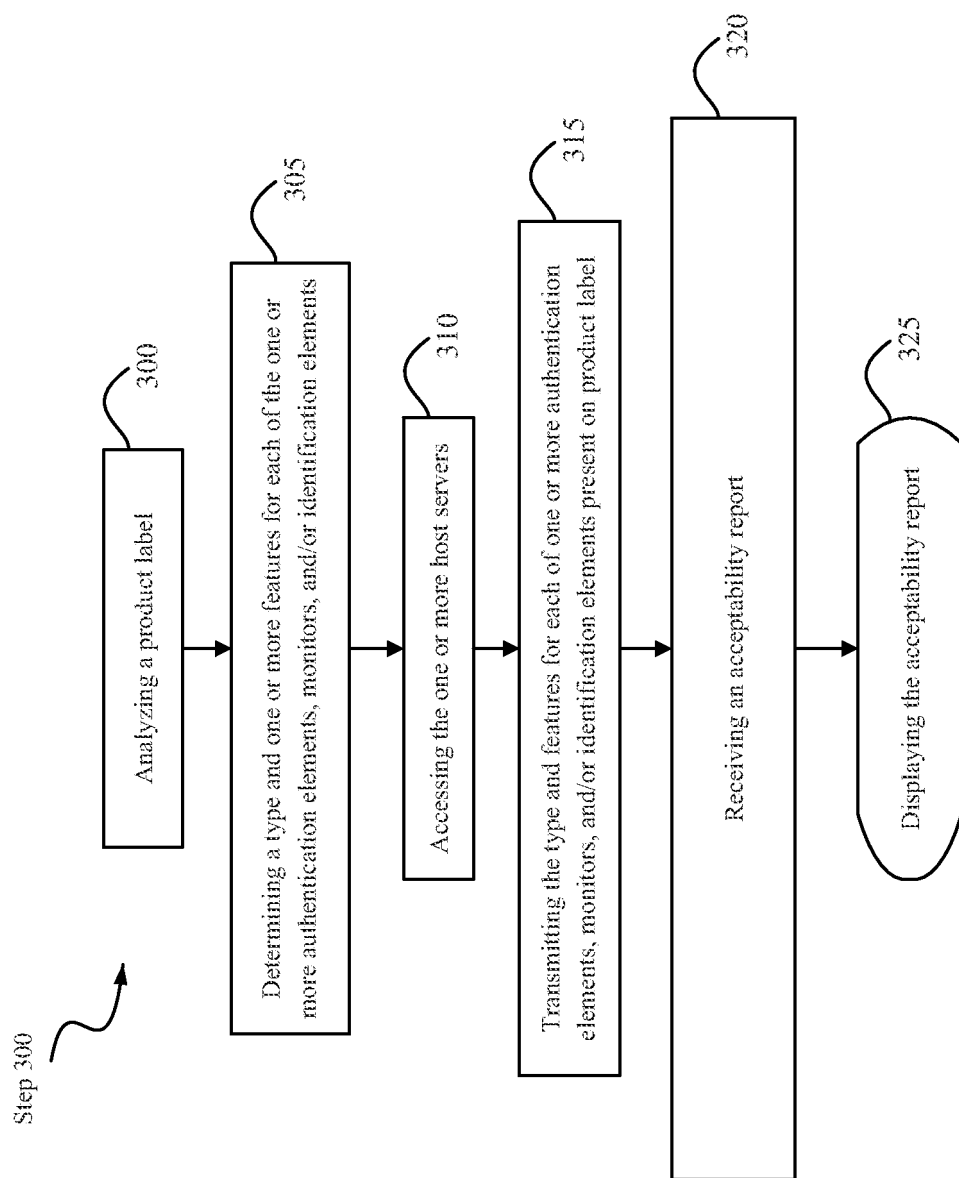 Step 300
300
Analyzing a product label
305
Determining a type and one or more features for each of the one or
more authentication elements, monitors, and/or identification elements
310
Accessing the one or more host servers
315
Transmitting the type and features for each of one or more authentication
elements, monitors, and/or identification elements present on product label
320
Receiving an acceptability report
325
Displaying the acceptability report